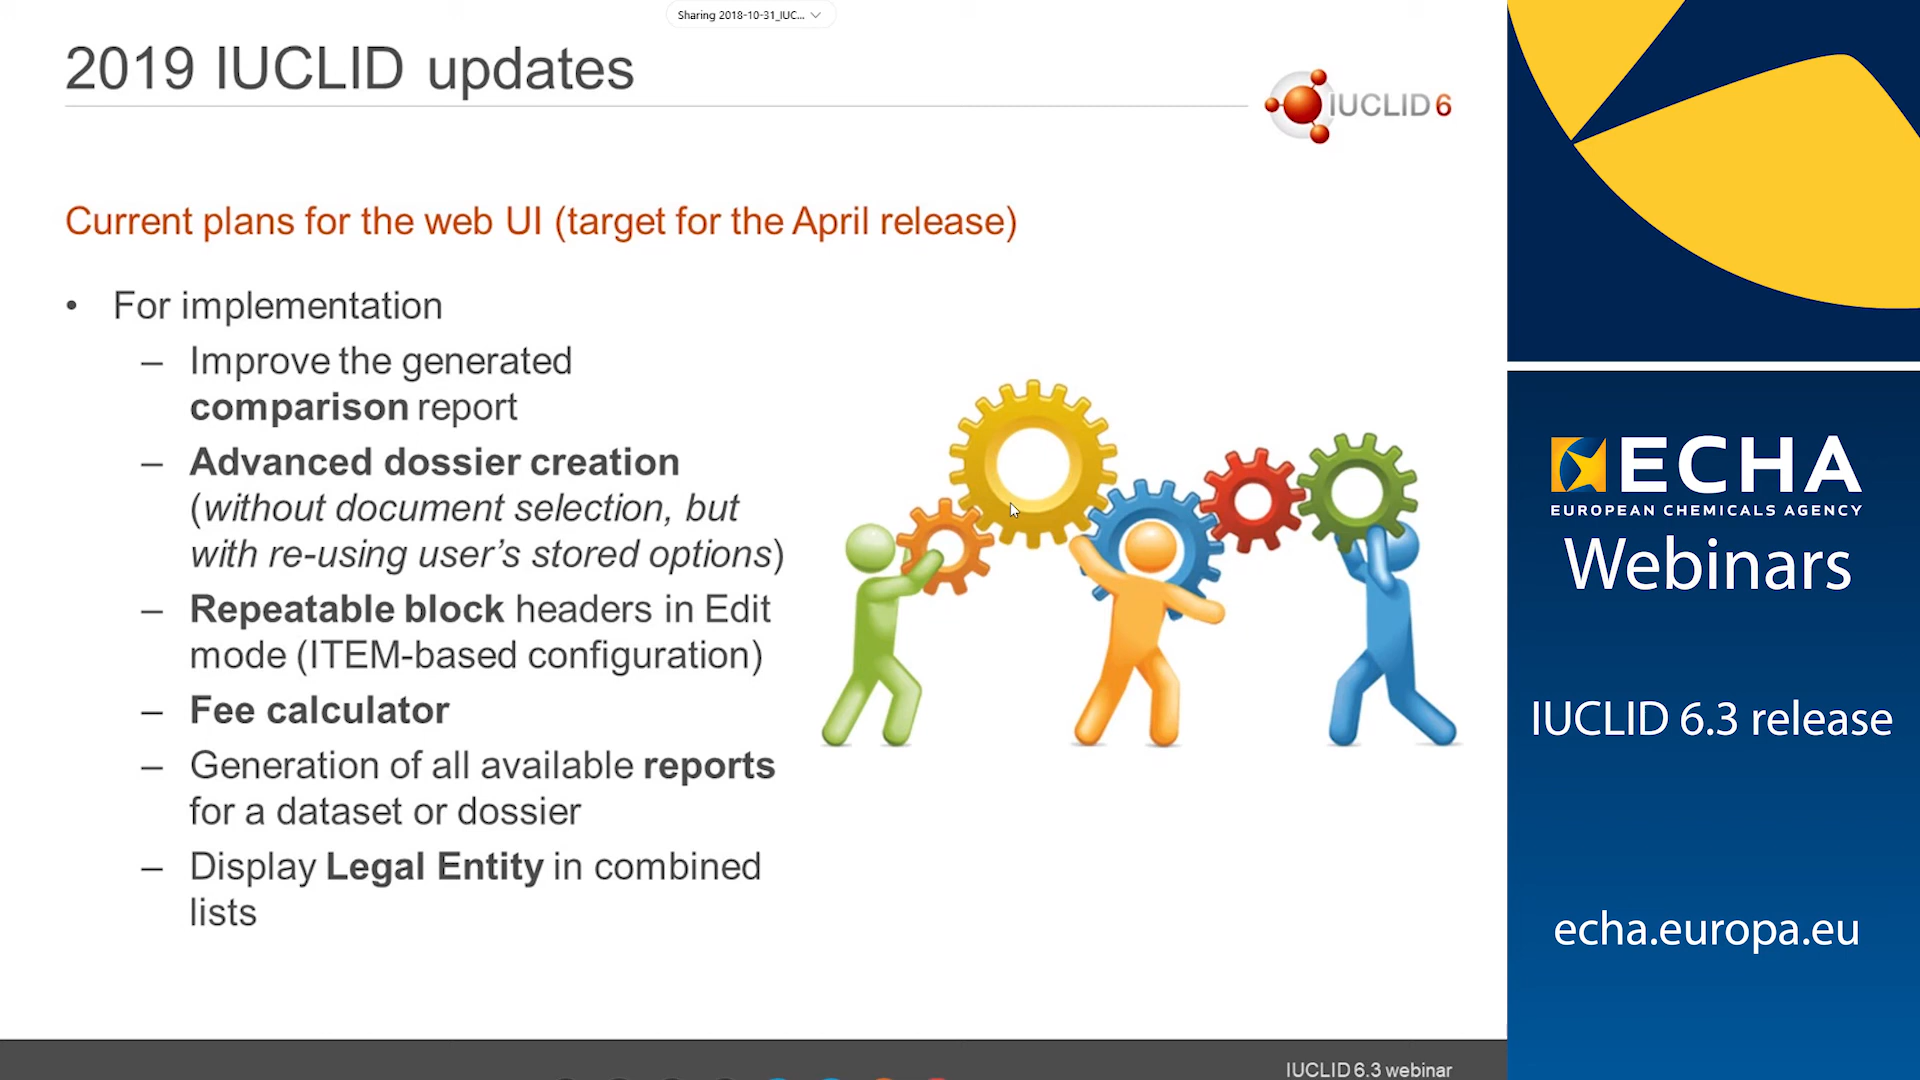 Sharing 2018-10-31_IUC...
2019 IUCLID updates
IUCLID 6
Current plans for the web UI (target for the April release)
• For implementation
– Improve the generated
comparison report
– Advanced dossier creation
(without document selection, but
with re-using user’s stored options)
– Repeatable block headers in Edit
mode (ITEM-based configuration)
– Fee calculator
– Generation of all available reports
for a dataset or dossier
– Display Legal Entity in combined
lists
IUCLID 6.3 webinar
ECHA
EUROPEAN CHEMICALS AGENCY
Webinars
IUCLID 6.3 release
echa.europa.eu